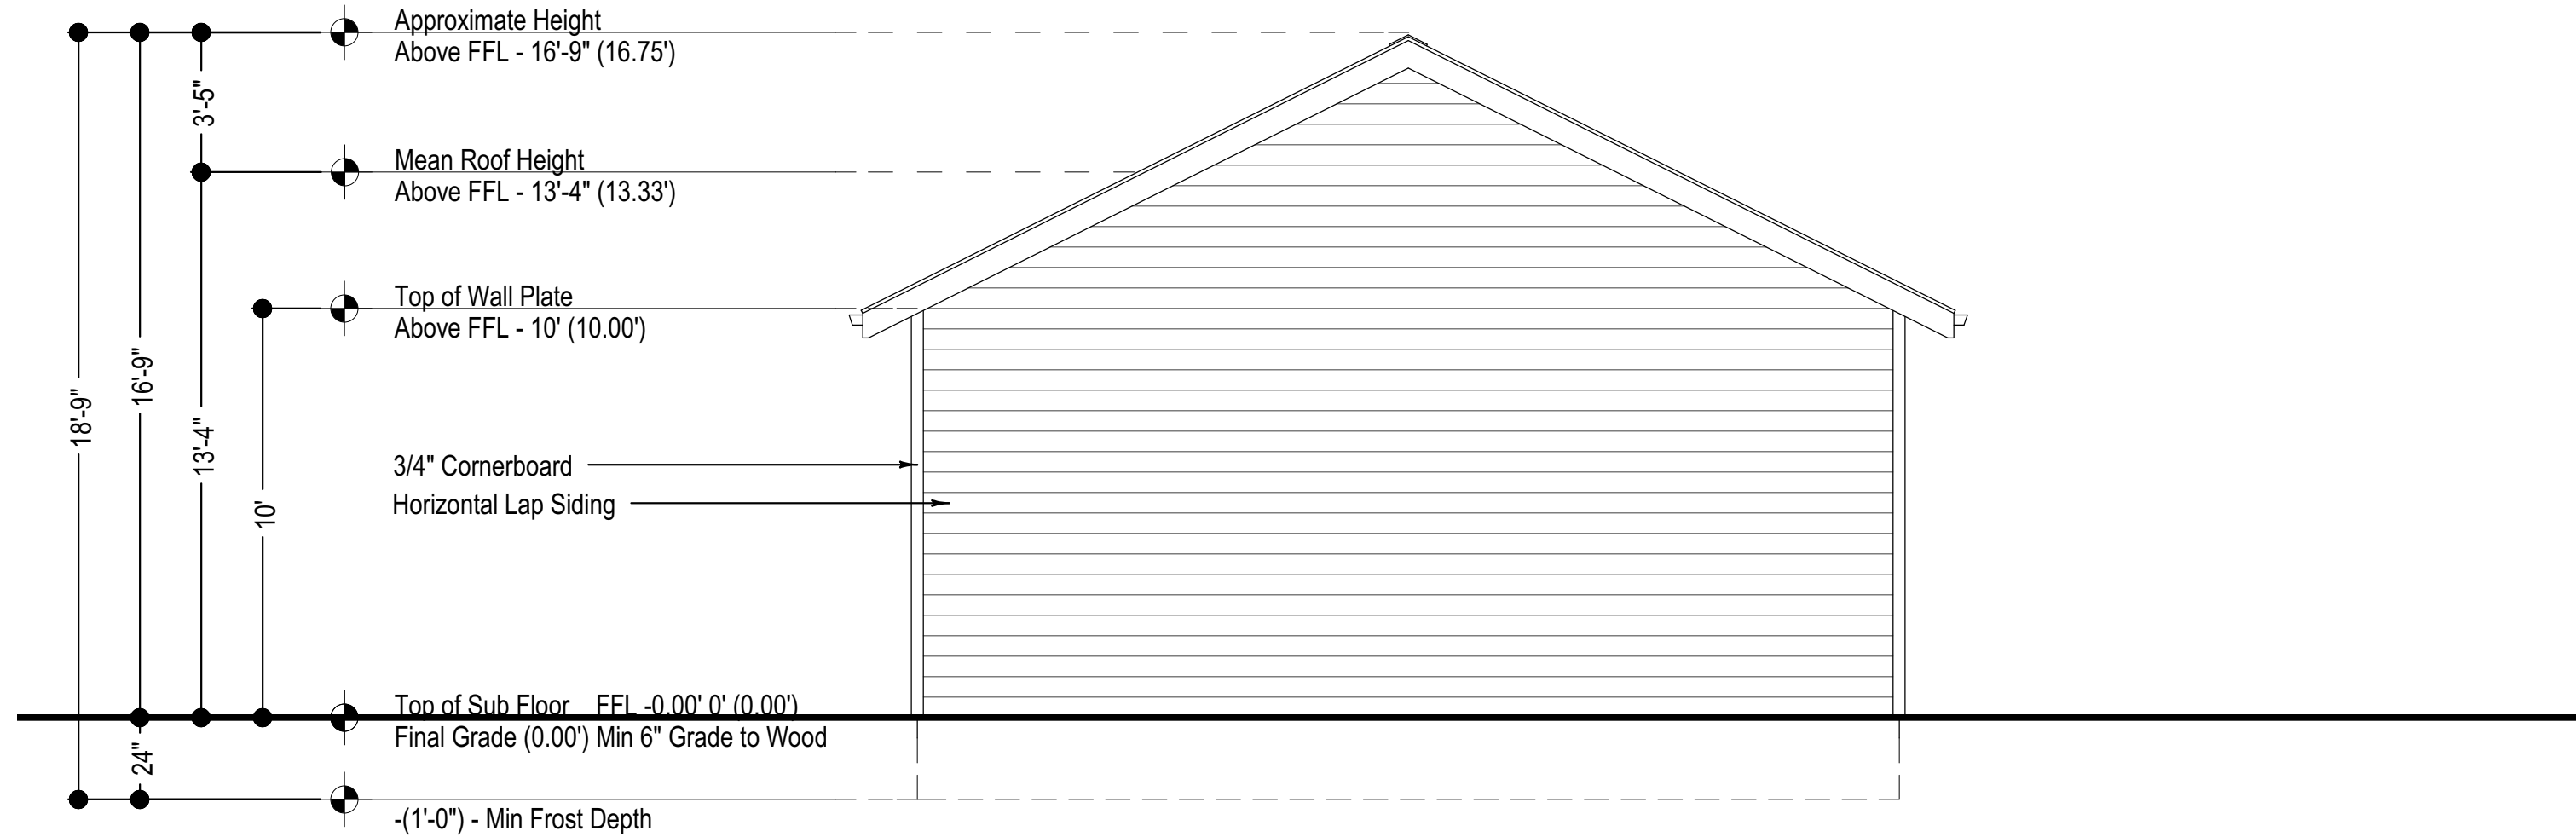 Approximate Height
Above FFL - 16'-9" (16.75')
3'-5"
Mean Roof Height
Above FFL - 13'-4" (13.33')
Top of Wall Plate
Above FFL - 10' (10.00')
18'-9"
16'-9"
13'-4"
10'
3/4" Cornerboard
Horizontal Lap Siding
Top of Sub Floor FFL -0.00' 0' (0.00')
Final Grade (0.00') Min 6" Grade to Wood
24"
-(1'-0") - Min Frost Depth